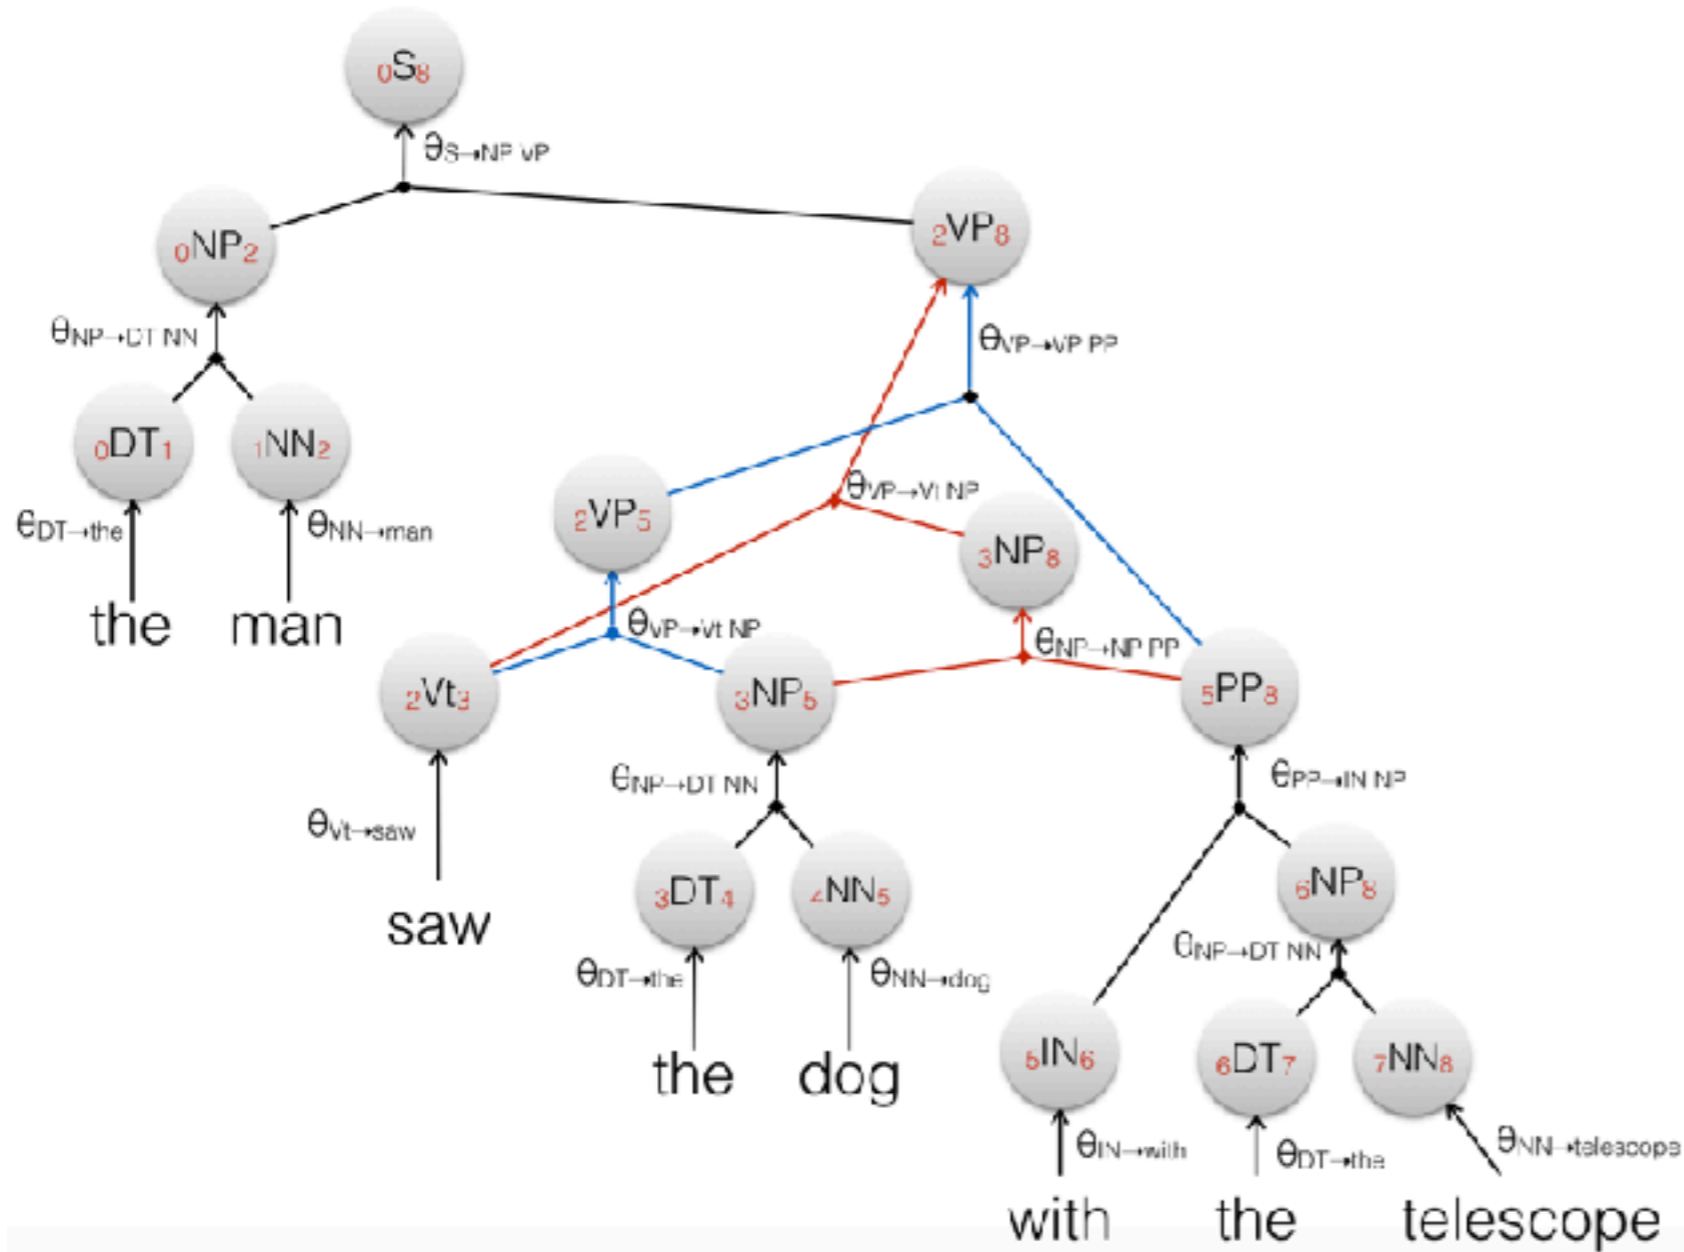 0S8
θS→NP VP
0NP2
2VP8
θNP→DT NN
θVP→VP PP
0DT1
1NN2
θVP→Vt NP
2VP5
θDT→the
θNN→man
3NP8
the
man
θVP→Vt NP
θNP→NP PP
2Vt3
3NP5
5PP8
θNP→DT NN
θPP→IN NP
θVt→saw
3DT4
4NN5
6NP8
saw
θNP→DT NN
θDT→the
θNN→dog
5IN6
6DT7
7NN8
the
dog
θIN→with
θDT→the
θNN→telescope
with
the
telescope